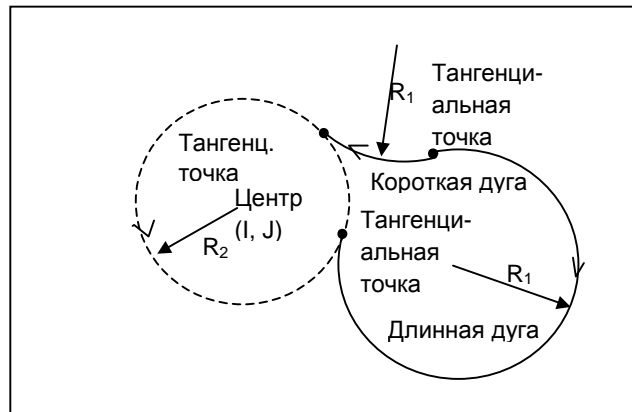 R₁
Тангенци-
альная
точка
Тангенц.
точка
Короткая дуга
Центр
(I, J)
R₂
Тангенци-
альная
точка
R₁
Длинная дуга